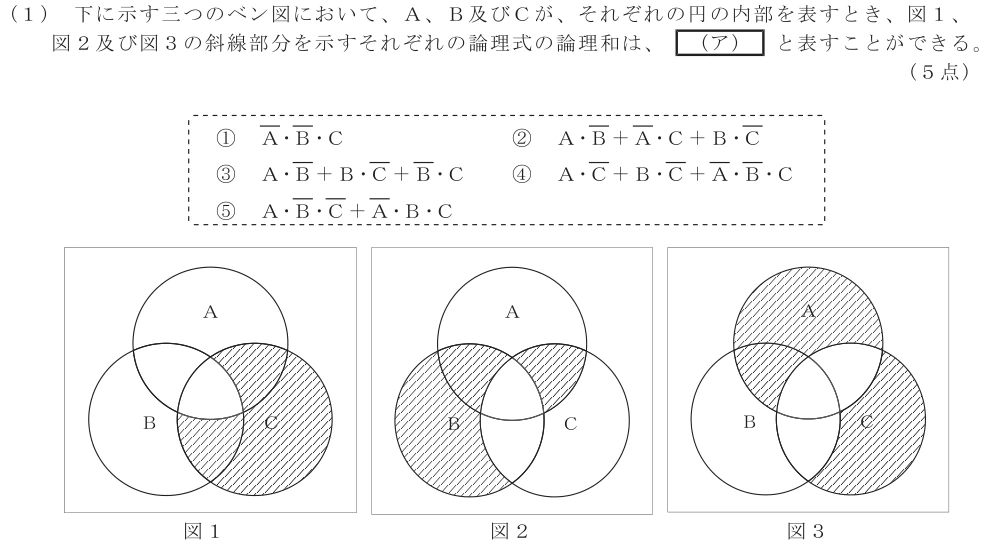 (1) 下に示す三つのベン図において、A、B及びCが、それぞれの円の内部を表すとき、図1、
図2及び図3の斜線部分を示すそれぞれの論理式の論理和は、 (ア) と表すことができる。
(5点)
① A̅・B̅・C ② A・B̅+A̅・C+B・C̅
③ A・B̅+B・C̅+B̅・C ④ A・C̅+B・C̅+A̅・B̅・C
⑤ A・B̅・C̅+A̅・B・C
A
B
C
A
B
C
A
B
C
図1 図2 図3